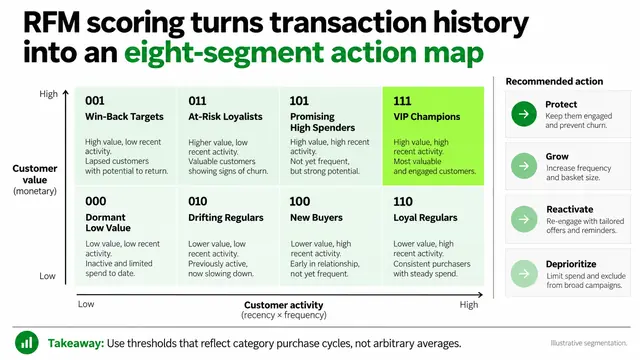 RFM scoring turns transaction history
into an eight-segment action map
High
Customer
value
(monetary)
Low
001
Win-Back Targets
High value, low recent
activity.
Lapsed customers
with potential to return.
011
At-Risk Loyalists
Higher value, low
recent activity.
Valuable customers
showing signs of churn.
101
Promising
High Spenders
High value, high recent
activity.
Not yet frequent,
but strong potential.
111
VIP Champions
High value, high
recent activity.
Most valuable
and engaged customers.
000
Dormant
Low Value
Low value, low recent
activity.
Inactive and limited
spend to date.
010
Drifting Regulars
Lower value, low
recent activity.
Previously active,
now slowing down.
100
New Buyers
Lower value, high
recent activity.
Early in relationship,
not yet frequent.
110
Loyal Regulars
Lower value, high
recent activity.
Consistent purchasers
with steady spend.
Low
Customer activity
(recency × frequency)
High
Recommended action
Protect
Keep them engaged
and prevent churn.
Grow
Increase frequency
and basket size.
Reactivate
Re-engage with tailored
offers and reminders.
Deprioritize
Limit spend and exclude
from broad campaigns.
Takeaway: Use thresholds that reflect category purchase cycles, not arbitrary averages.
Illustrative segmentation.